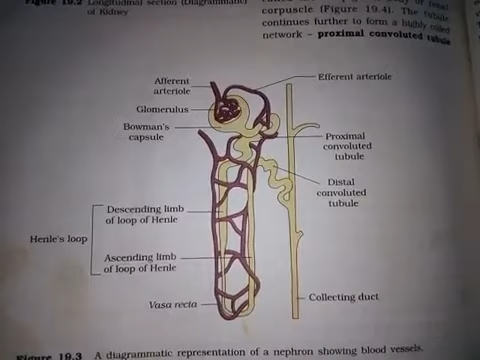 Figure 19.2 Longitudinal section (Diagrammatic)
of Kidney
corpuscle (Figure 19.4). The tubule
continues further to form a highly coiled
network – proximal convoluted tubule
Afferent
arteriole
Efferent arteriole
Glomerulus
Bowman's
capsule
Proximal
convoluted
tubule
Distal
convoluted
tubule
Descending limb
of loop of Henle
Henle's loop
Ascending limb
of loop of Henle
Vasa recta
Collecting duct
Figure 19.3 A diagrammatic representation of a nephron showing blood vessels.